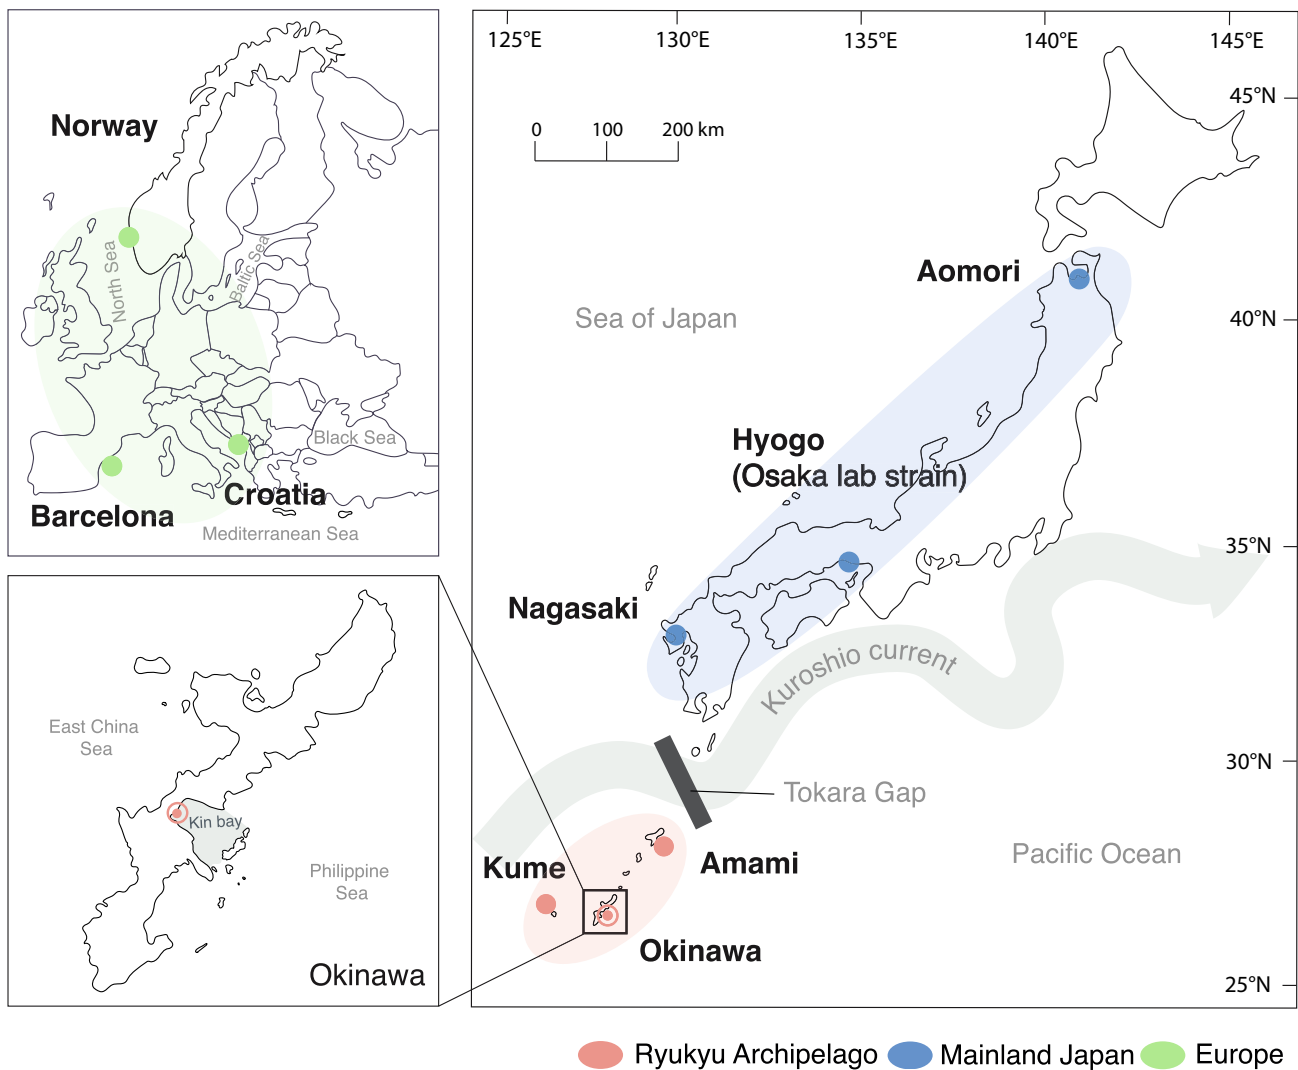 Norway
North Sea
Baltic Sea
Black Sea
Croatia
Barcelona
Mediterranean Sea
East China
Sea
Kin bay
Philippine
Sea
Okinawa
125°E
130°E
135°E
140°E
145°E
45°N
0 100 200 km
Aomori
Sea of Japan
40°N
Hyogo
(Osaka lab strain)
35°N
Nagasaki
Kuroshio current
30°N
Tokara Gap
Kume
Amami
Pacific Ocean
Okinawa
25°N
Ryukyu Archipelago
Mainland Japan
Europe